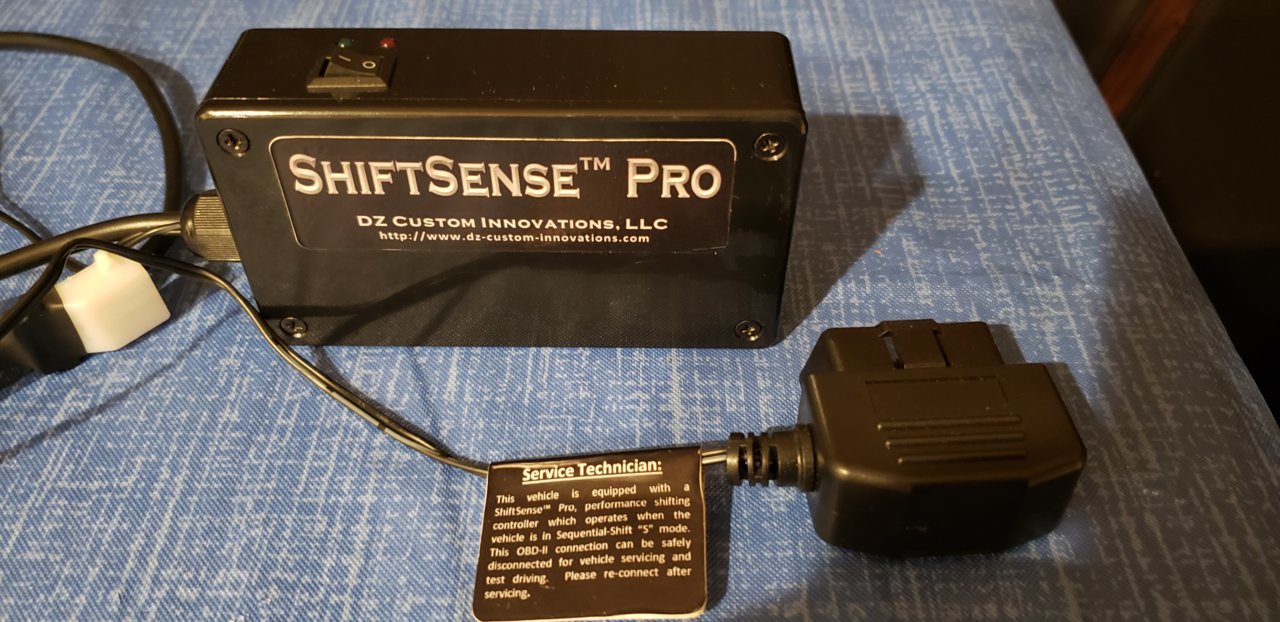 I O
SHIFTSENSE™ PRO
DZ CUSTOM INNOVATIONS, LLC
http://www.dz-custom-innovations.com
Service Technician:
This vehicle is equipped with a
ShiftSense™ Pro, performance shifting
controller which operates when the
vehicle is in Sequential-Shift "S" mode.
This OBD-II connection can be safely
disconnected for vehicle servicing and
test driving. Please re-connect after
servicing.